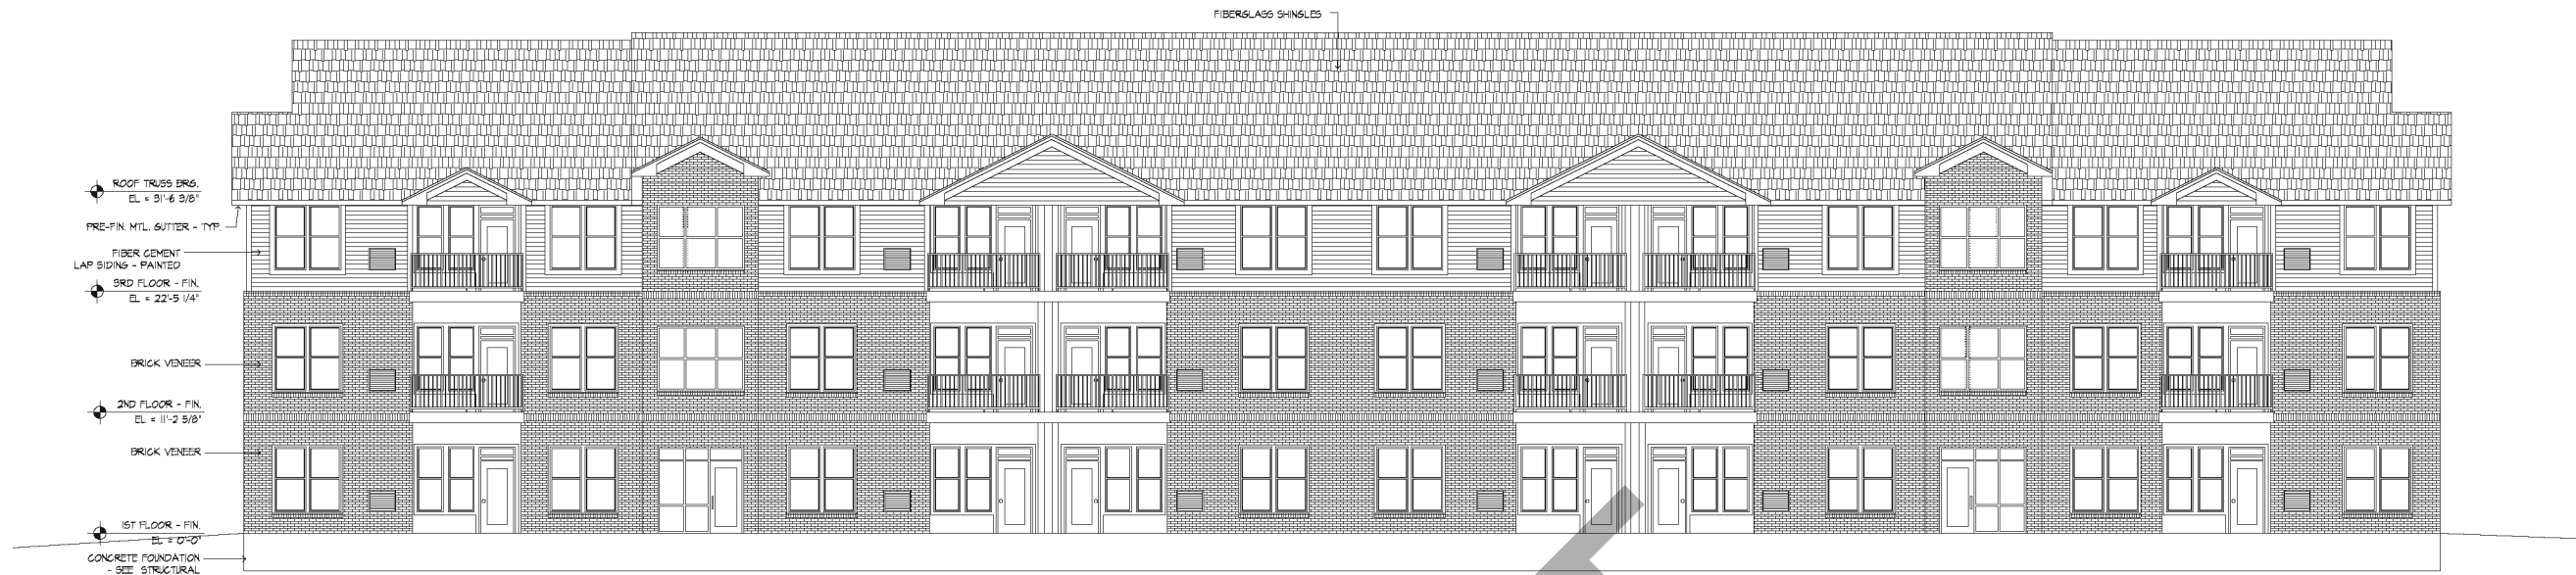 FIBERGLASS SHINGLES
ROOF TRUSS BRG.
EL = 31'-6 3/8"
PRE-FIN. MTL. GUTTER - TYP.
FIBER CEMENT
LAP SIDING - PAINTED
3RD FLOOR - FIN.
EL = 22'-5 1/4"
BRICK VENEER
2ND FLOOR - FIN.
EL = 11'-2 5/8"
BRICK VENEER
1ST FLOOR - FIN.
EL = 0'-0"
CONCRETE FOUNDATION
- SEE STRUCTURAL